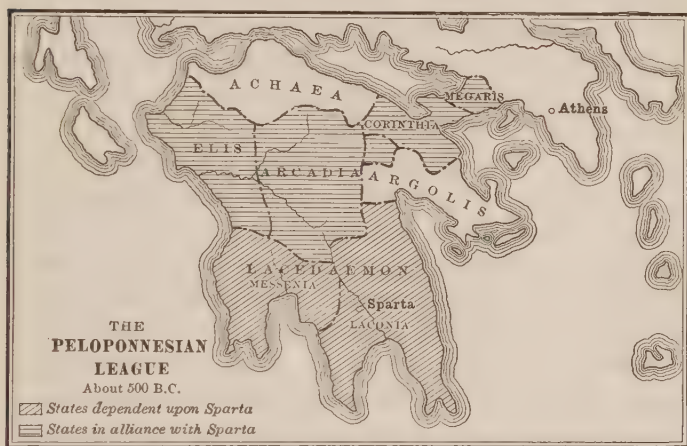 ACHAEA
MEGARIS
Athens
CORINTHIA
ELIS
ARCADIA
ARGOLIS
LACEDAEMON
MESSENIA
Sparta
LACONIA
THE
PELOPONNESIAN
LEAGUE
About 500 B.C.
States dependent upon Sparta
States in alliance with Sparta